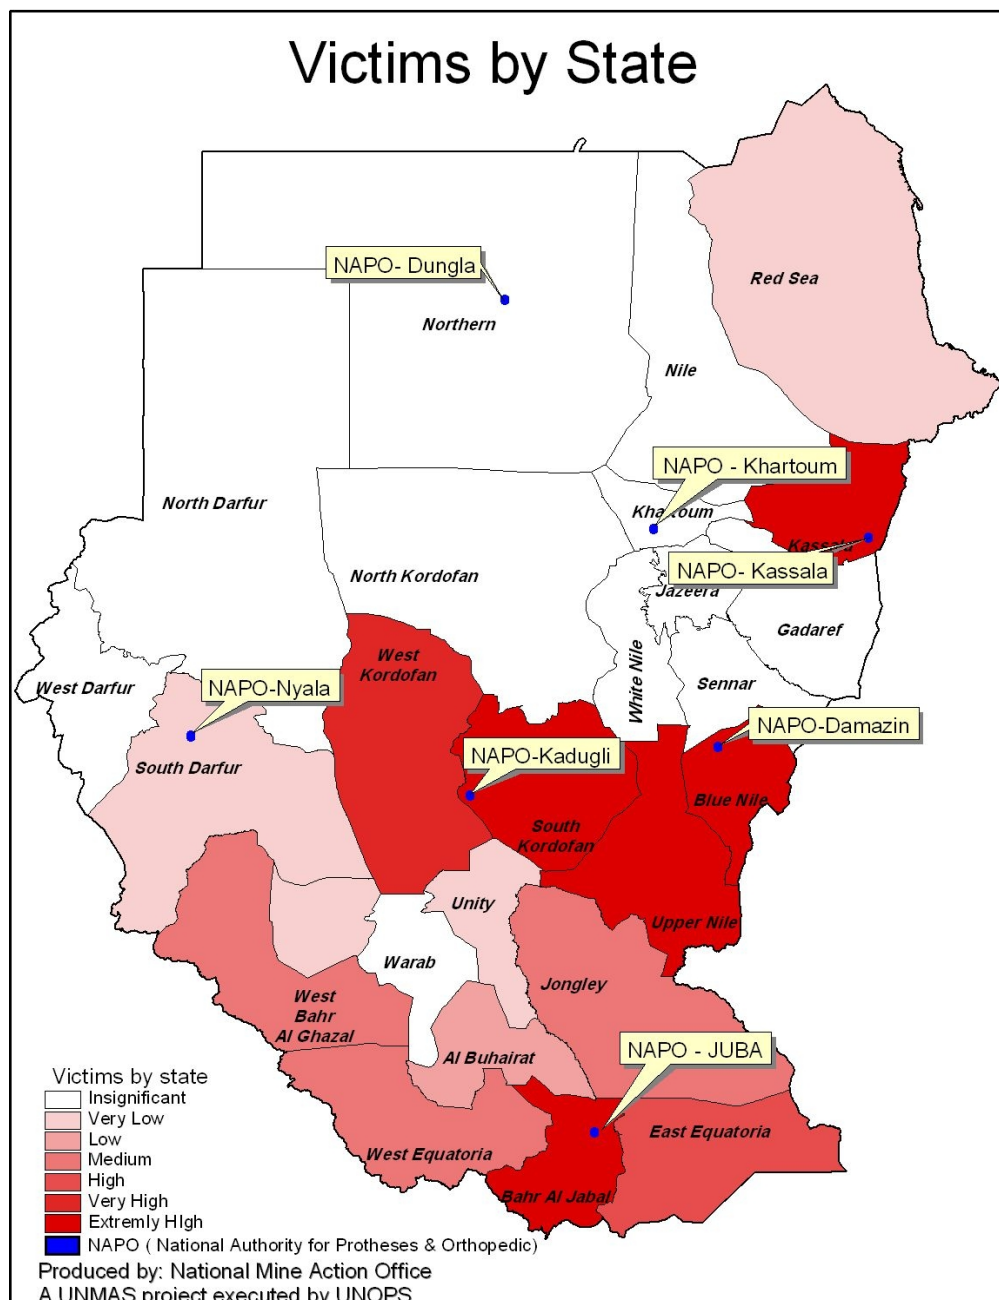 Victims by State
Red Sea
NAPO- Dungla
Northern
Nile
NAPO - Khartoum
North Darfur
Khartoum
Kassala
NAPO- Kassala
North Kordofan
Jazeera
Gadaref
West
Kordofan
White Nile
West Darfur
NAPO-Nyala
Sennar
NAPO-Damazin
South Darfur
NAPO-Kadugli
Blue Nile
South
Kordofan
Unity
Upper Nile
Warab
Jongley
West
Bahr
Al Ghazal
Al Buhairat
NAPO - JUBA
East Equatoria
West Equatoria
Bahr Al Jabal
Victims by state
Insignificant
Very Low
Low
Medium
High
Very High
Extremly HIgh
NAPO ( National Authority for Protheses & Orthopedic)
Produced by: National Mine Action Office
A UNMAS project executed by UNOPS